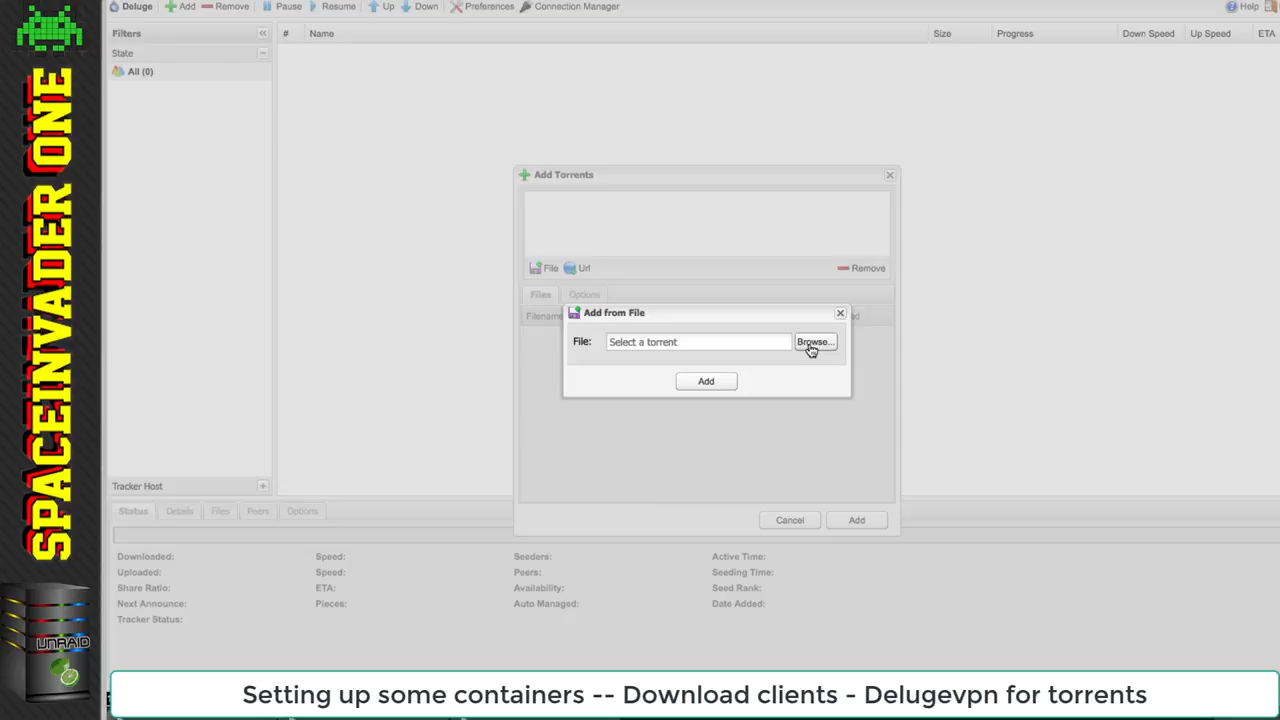 SPACEINVADER ONE
UNRAID
Deluge Add Remove Pause Resume Up Down Preferences Connection Manager Help
Filters
State
All (0)
# Name Size Progress Down Speed Up Speed ETA
Add Torrents
File Url Remove
Files Options
Add from File
File: Select a torrent Browse...
Add
Cancel Add
Tracker Host
Status Details Files Peers Options
Downloaded: Speed: Seeders: Active Time:
Uploaded: Speed: Peers: Seeding Time:
Share Ratio: ETA: Availability: Seed Rank:
Next Announce: Pieces: Auto Managed: Date Added:
Tracker Status:
Setting up some containers -- Download clients - Delugevpn for torrents